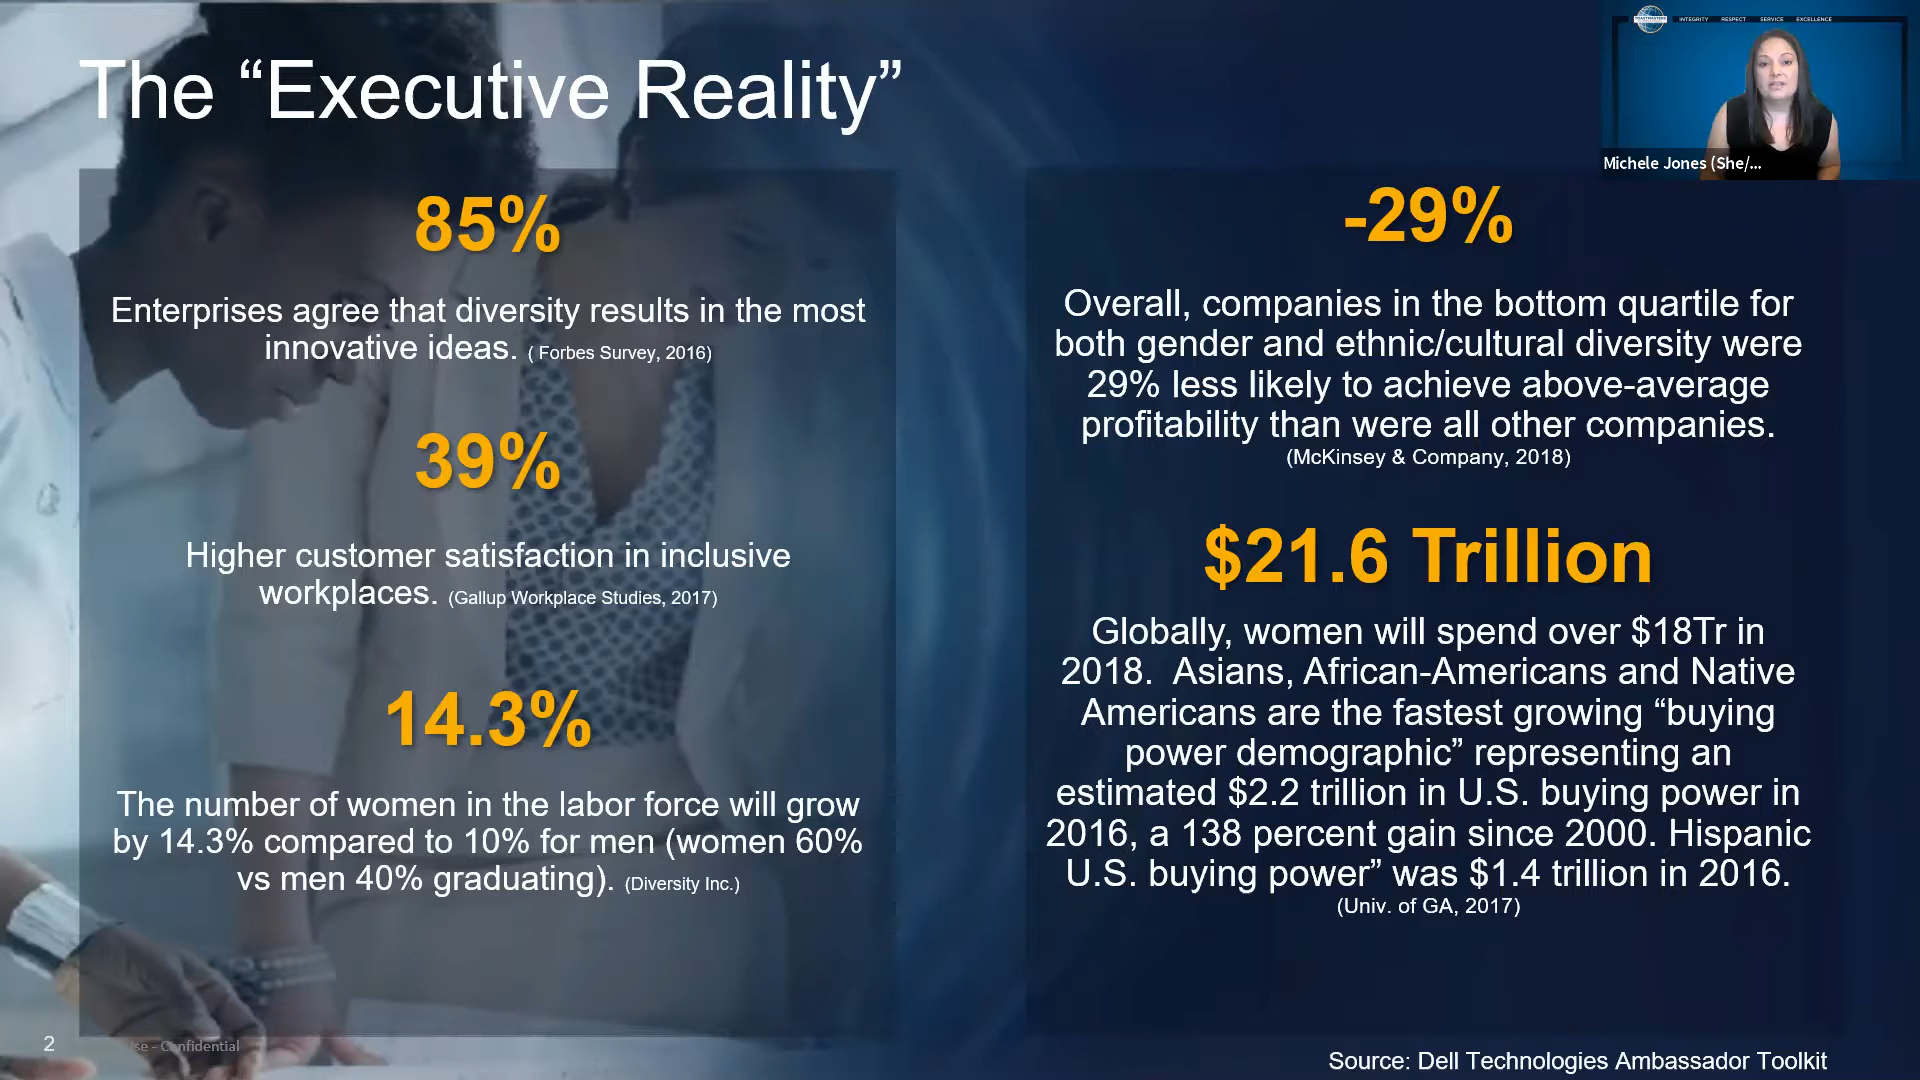 The “Executive Reality”
85%
Enterprises agree that diversity results in the most
innovative ideas. ( Forbes Survey, 2016)
39%
Higher customer satisfaction in inclusive
workplaces. (Gallup Workplace Studies, 2017)
14.3%
The number of women in the labor force will grow
by 14.3% compared to 10% for men (women 60%
vs men 40% graduating). (Diversity Inc.)
-29%
Overall, companies in the bottom quartile for
both gender and ethnic/cultural diversity were
29% less likely to achieve above-average
profitability than were all other companies.
(McKinsey & Company, 2018)
$21.6 Trillion
Globally, women will spend over $18Tr in
2018. Asians, African-Americans and Native
Americans are the fastest growing “buying
power demographic” representing an
estimated $2.2 trillion in U.S. buying power in
2016, a 138 percent gain since 2000. Hispanic
U.S. buying power” was $1.4 trillion in 2016.
(Univ. of GA, 2017)
TOASTMASTERS
INTEGRITY RESPECT SERVICE EXCELLENCE
Michele Jones (She/...
2
Confidential
Source: Dell Technologies Ambassador Toolkit